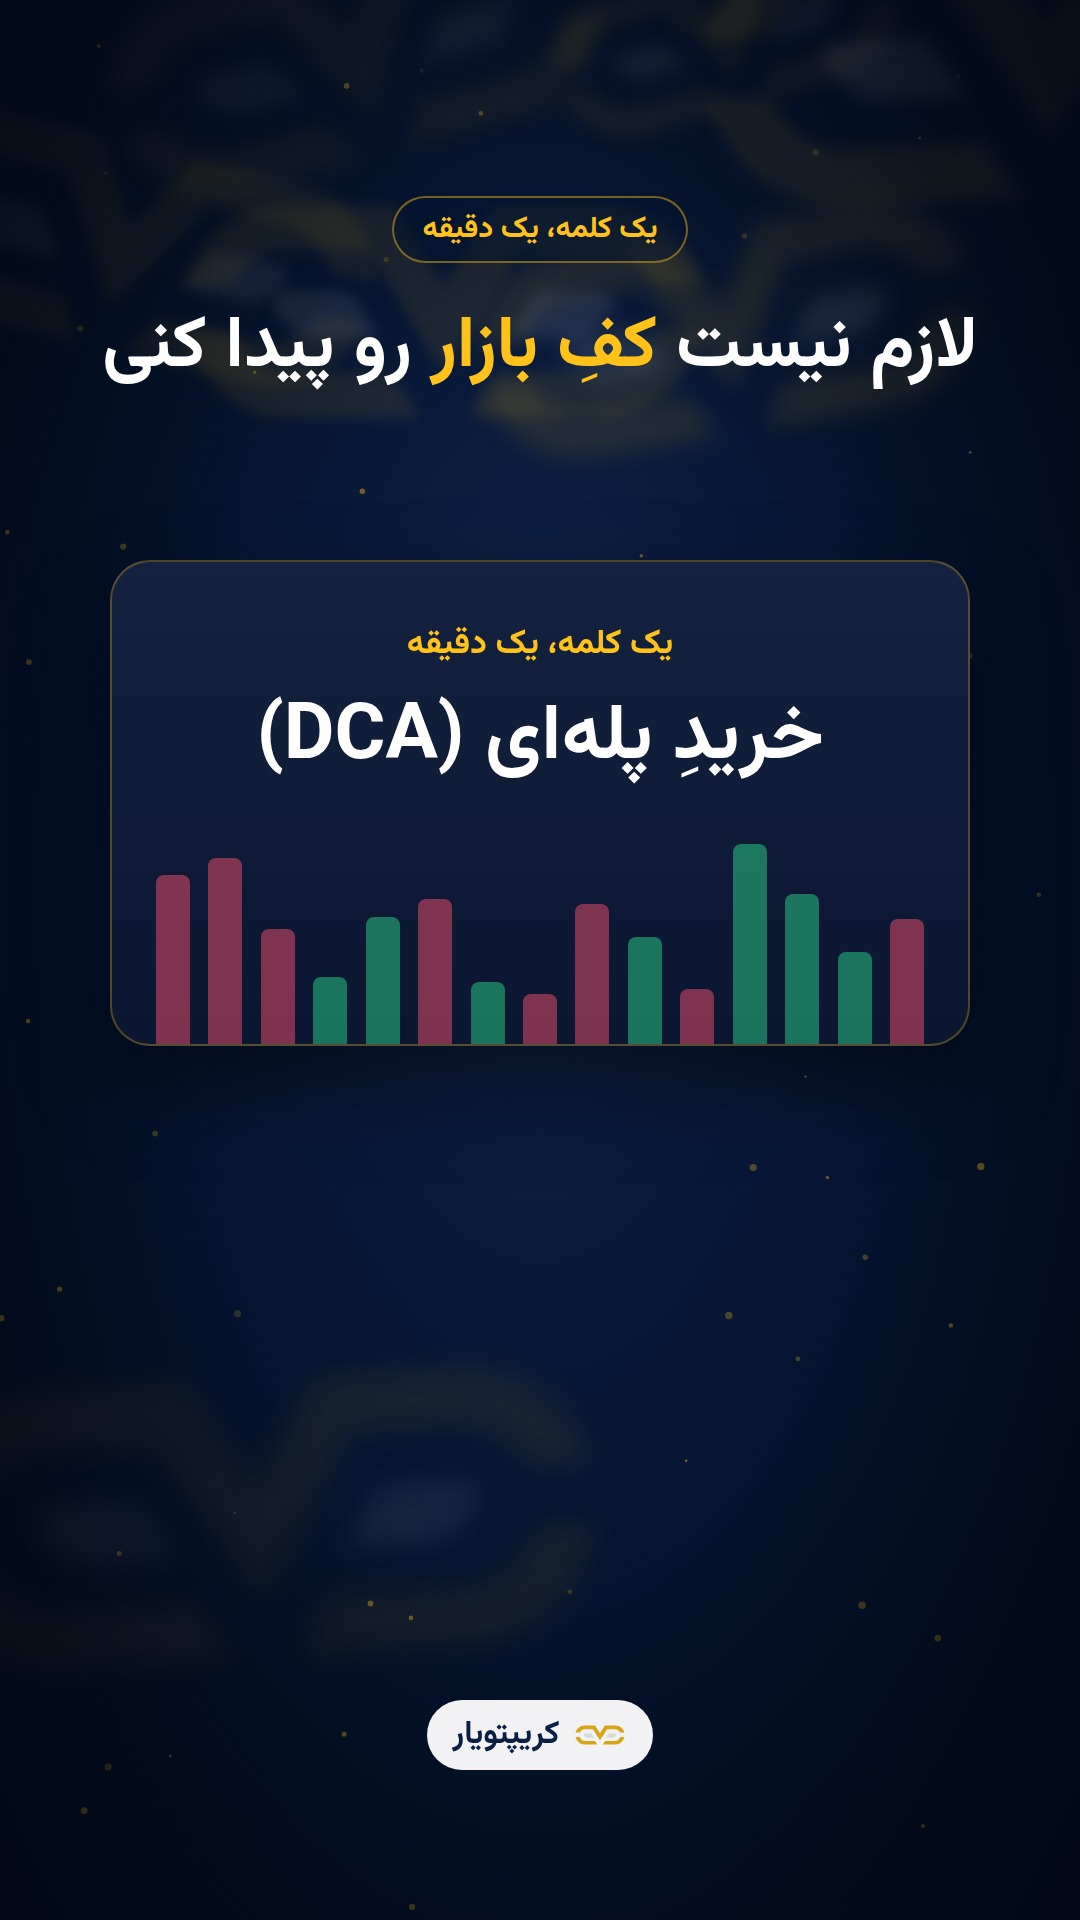 یک کلمه، یک دقیقه
لازم نیست کفِ بازار رو پیدا کنی
یک کلمه، یک دقیقه
خریدِ پله‌ای (DCA)
کریپتویار